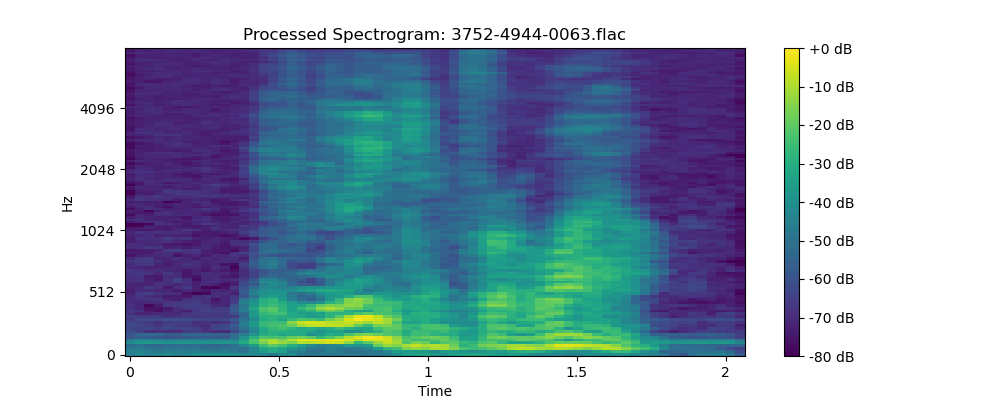 Processed Spectrogram: 3752-4944-0063.flac
Hz
4096
2048
1024
512
0
0
0.5
1
1.5
2
Time
+0 dB
-10 dB
-20 dB
-30 dB
-40 dB
-50 dB
-60 dB
-70 dB
-80 dB